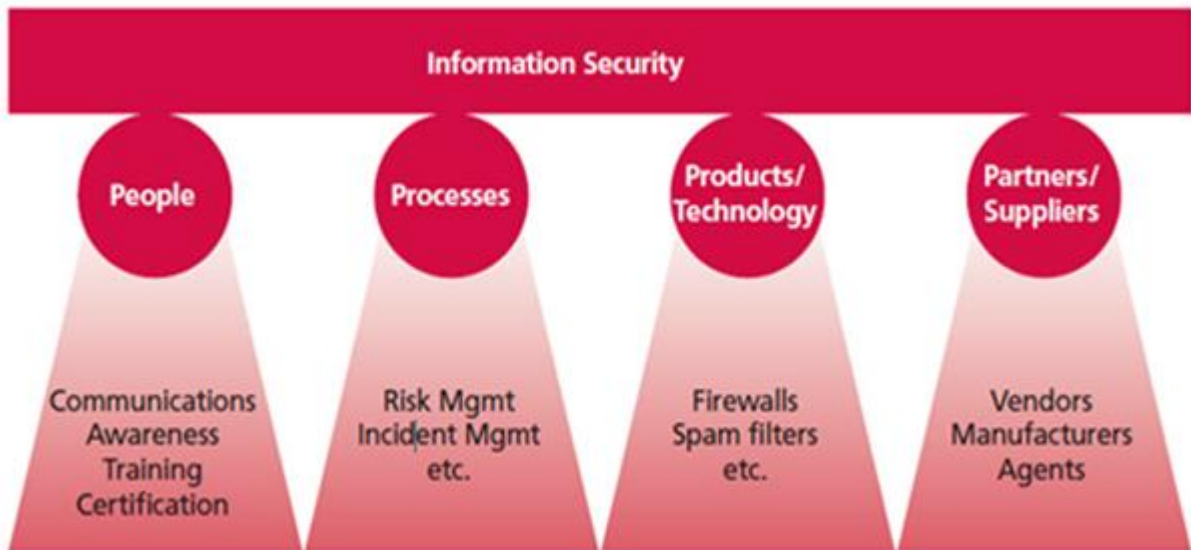 Information Security
People
Processes
Products/
Technology
Partners/
Suppliers
Communications
Awareness
Training
Certification
Risk Mgmt
Incident Mgmt
etc.
Firewalls
Spam filters
etc.
Vendors
Manufacturers
Agents